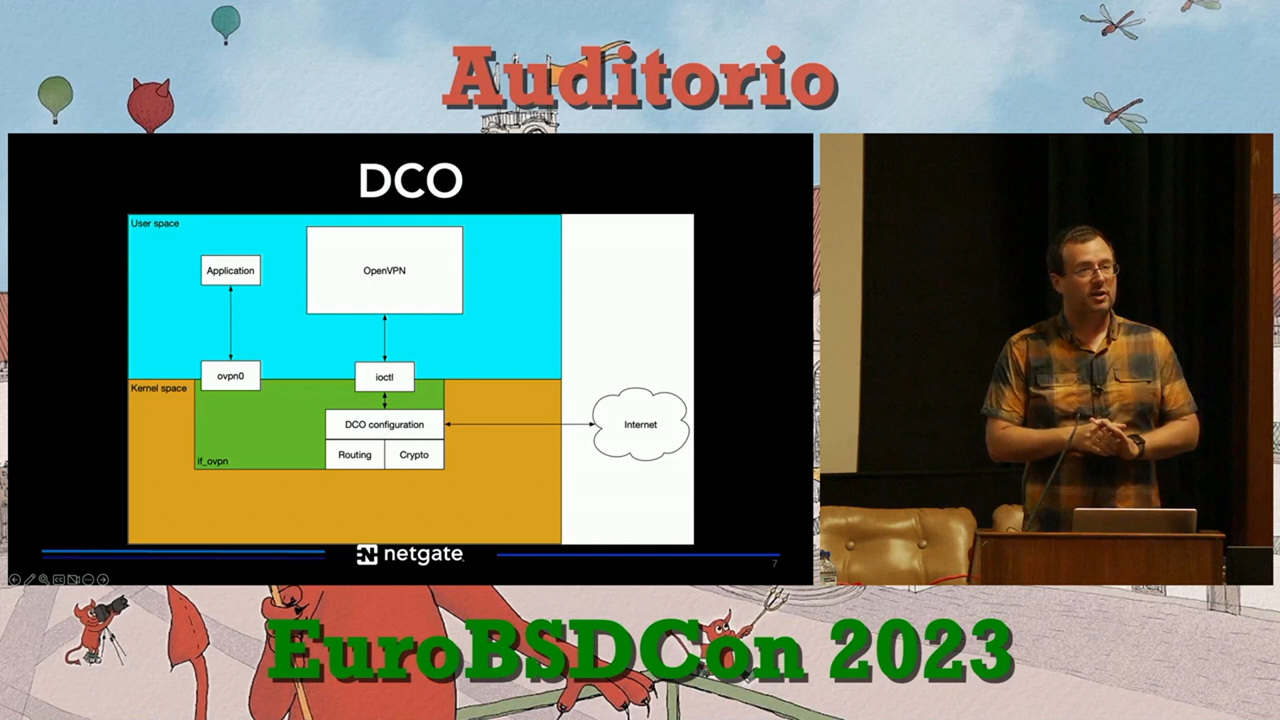 Auditorio
DCO
User space
Application
OpenVPN
ovpn0
ioctl
Kernel space
DCO configuration
Internet
Routing
Crypto
if_ovpn
netgate
7
EuroBSDCon 2023